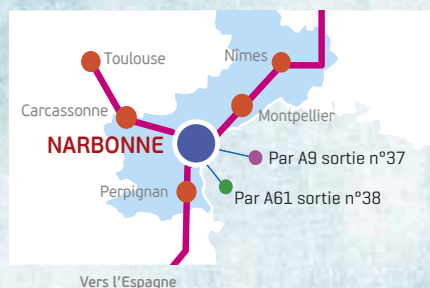 Toulouse
Nîmes
Carcassonne
Montpellier
NARBONNE
Par A9 sortie n°37
Perpignan
Par A61 sortie n°38
Vers l'Espagne